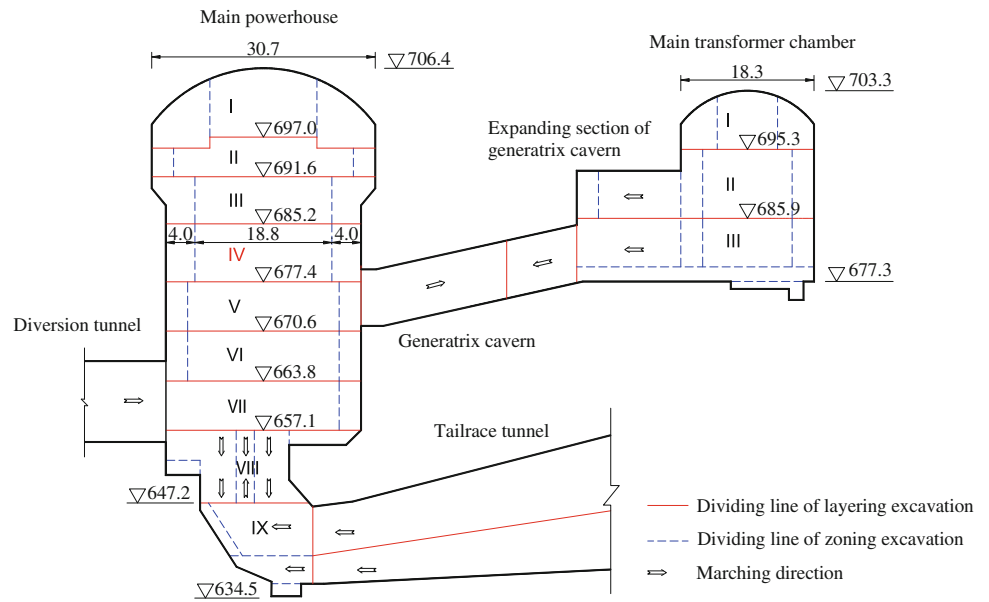 Main powerhouse
30.7
706.4
Main transformer chamber
18.3
703.3
I
697.0
II
691.6
III
685.2
4.0
18.8
4.0
IV
677.4
V
670.6
VI
663.8
VII
657.1
VIII
647.2
IX
634.5
Expanding section of
generatrix cavern
I
695.3
II
685.9
III
677.3
Diversion tunnel
Generatrix cavern
Tailrace tunnel
Dividing line of layering excavation
Dividing line of zoning excavation
Marching direction